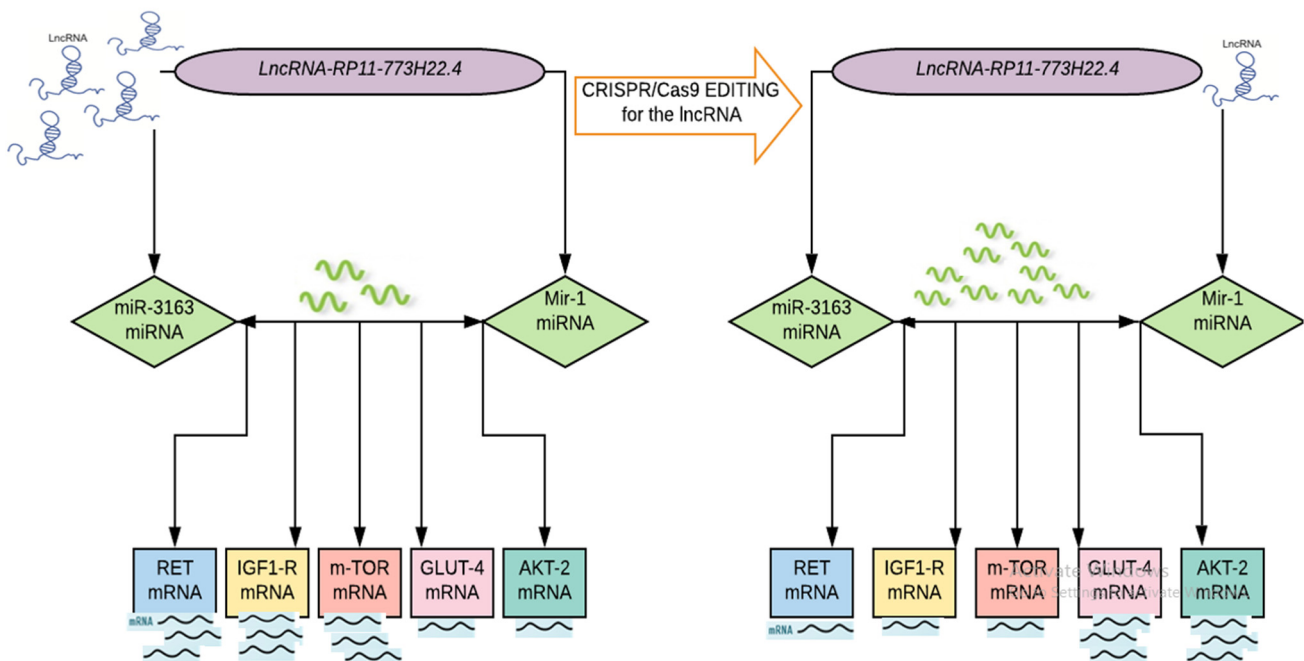 LncRNA
LncRNA-RP11-773H22.4
CRISPR/Cas9 EDITING
for the lncRNA
LncRNA-RP11-773H22.4
LncRNA
miR-3163
miRNA
Mir-1
miRNA
miR-3163
miRNA
Mir-1
miRNA
RET
mRNA
IGF1-R
mRNA
m-TOR
mRNA
GLUT-4
mRNA
AKT-2
mRNA
mRNA
RET
mRNA
IGF1-R
mRNA
m-TOR
mRNA
GLUT-4
mRNA
AKT-2
mRNA
mRNA
Activate Windows